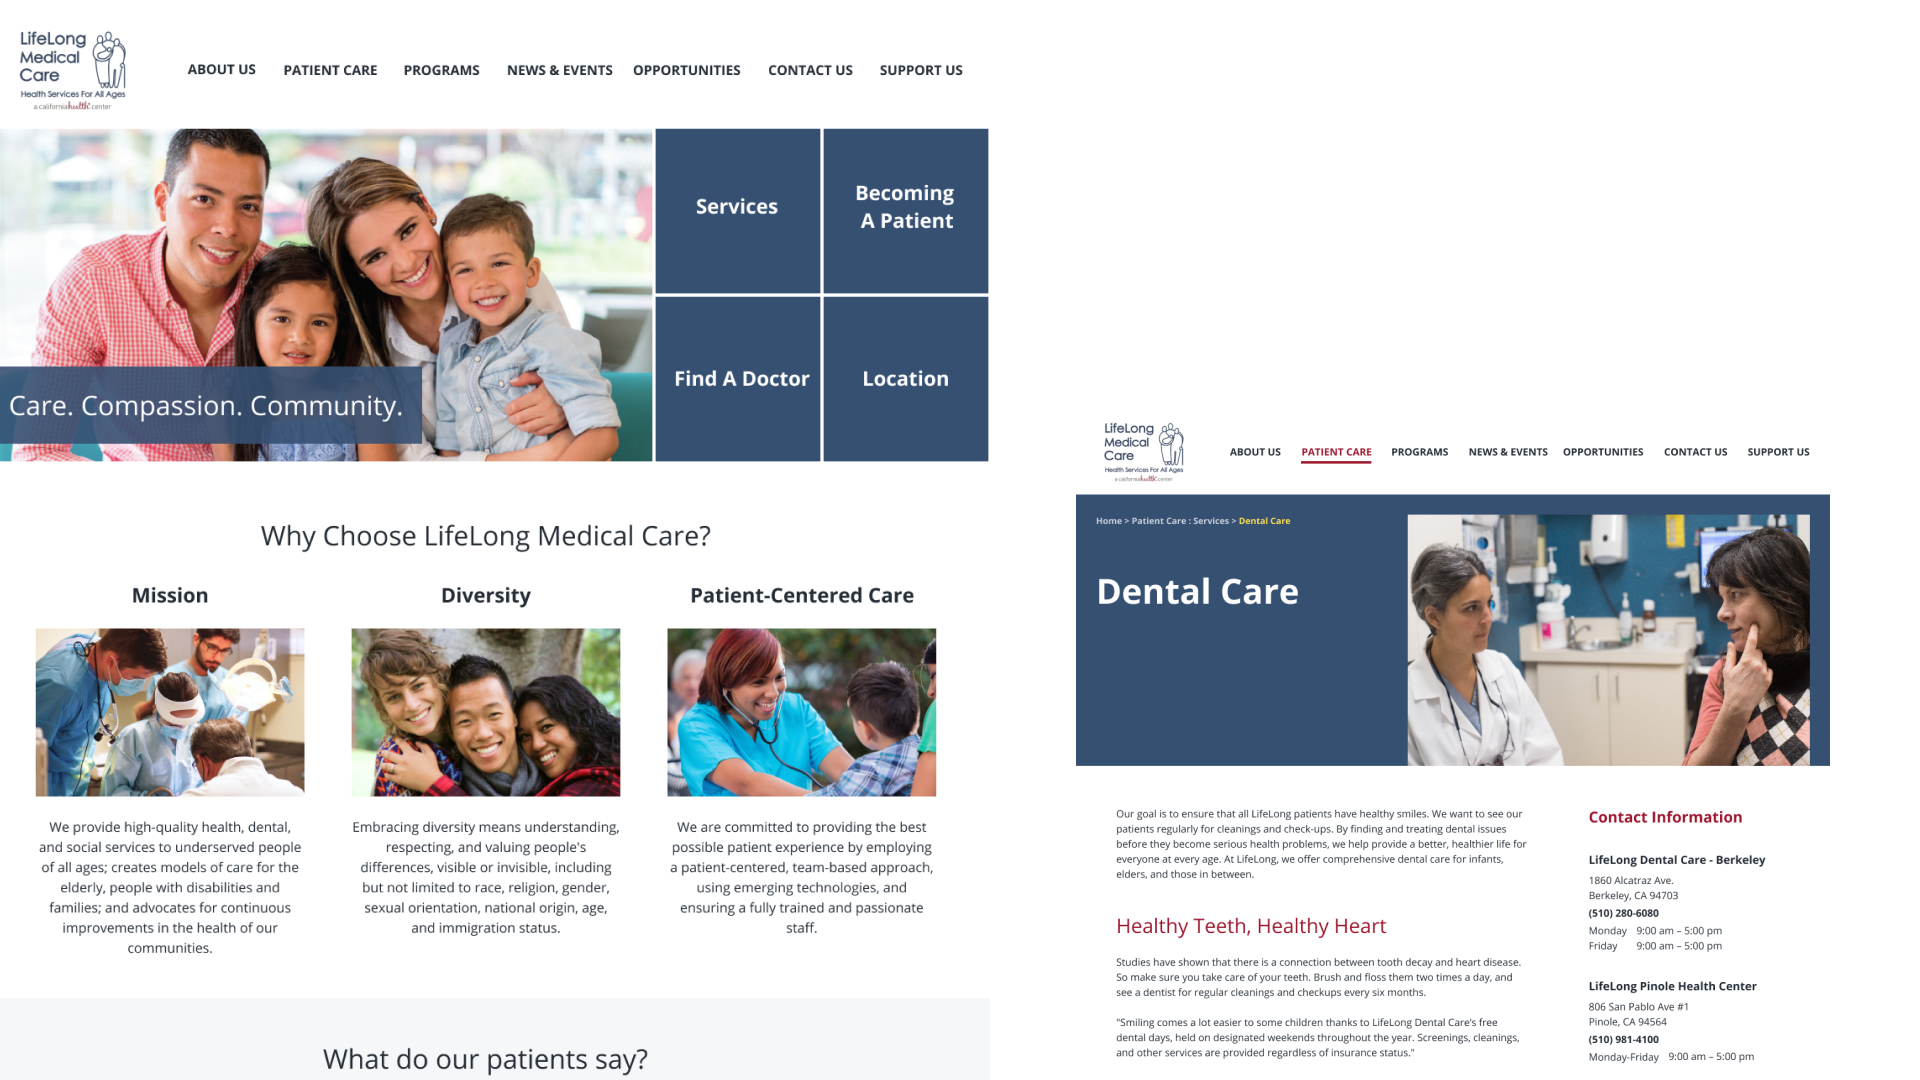 LifeLong
Medical
Care
Health Services For All Ages
a californiahealth+ center
ABOUT US
PATIENT CARE
PROGRAMS
NEWS & EVENTS
OPPORTUNITIES
CONTACT US
SUPPORT US
Care. Compassion. Community.
Services
Becoming
A Patient
Find A Doctor
Location
Why Choose LifeLong Medical Care?
Mission
We provide high-quality health, dental,
and social services to underserved people
of all ages; creates models of care for the
elderly, people with disabilities and
families; and advocates for continuous
improvements in the health of our
communities.
Diversity
Embracing diversity means understanding,
respecting, and valuing people's
differences, visible or invisible, including
but not limited to race, religion, gender,
sexual orientation, national origin, age,
and immigration status.
Patient-Centered Care
We are committed to providing the best
possible patient experience by employing
a patient-centered, team-based approach,
using emerging technologies, and
ensuring a fully trained and passionate
staff.
What do our patients say?
LifeLong
Medical
Care
Health Services For All Ages
a californiahealth+ center
ABOUT US
PATIENT CARE
PROGRAMS
NEWS & EVENTS
OPPORTUNITIES
CONTACT US
SUPPORT US
Home > Patient Care : Services > Dental Care
Dental Care
Our goal is to ensure that all LifeLong patients have healthy smiles. We want to see our
patients regularly for cleanings and check-ups. By finding and treating dental issues
before they become serious health problems, we help provide a better, healthier life for
everyone at every age. At LifeLong, we offer comprehensive dental care for infants,
elders, and those in between.
Healthy Teeth, Healthy Heart
Studies have shown that there is a connection between tooth decay and heart disease.
So make sure you take care of your teeth. Brush and floss them two times a day, and
see a dentist for regular cleanings and checkups every six months.
"Smiling comes a lot easier to some children thanks to LifeLong Dental Care's free
dental days, held on designated weekends throughout the year. Screenings, cleanings,
and other services are provided regardless of insurance status."
Contact Information
LifeLong Dental Care - Berkeley
1860 Alcatraz Ave.
Berkeley, CA 94703
(510) 280-6080
Monday 9:00 am – 5:00 pm
Friday 9:00 am – 5:00 pm
LifeLong Pinole Health Center
806 San Pablo Ave #1
Pinole, CA 94564
(510) 981-4100
Monday-Friday 9:00 am – 5:00 pm